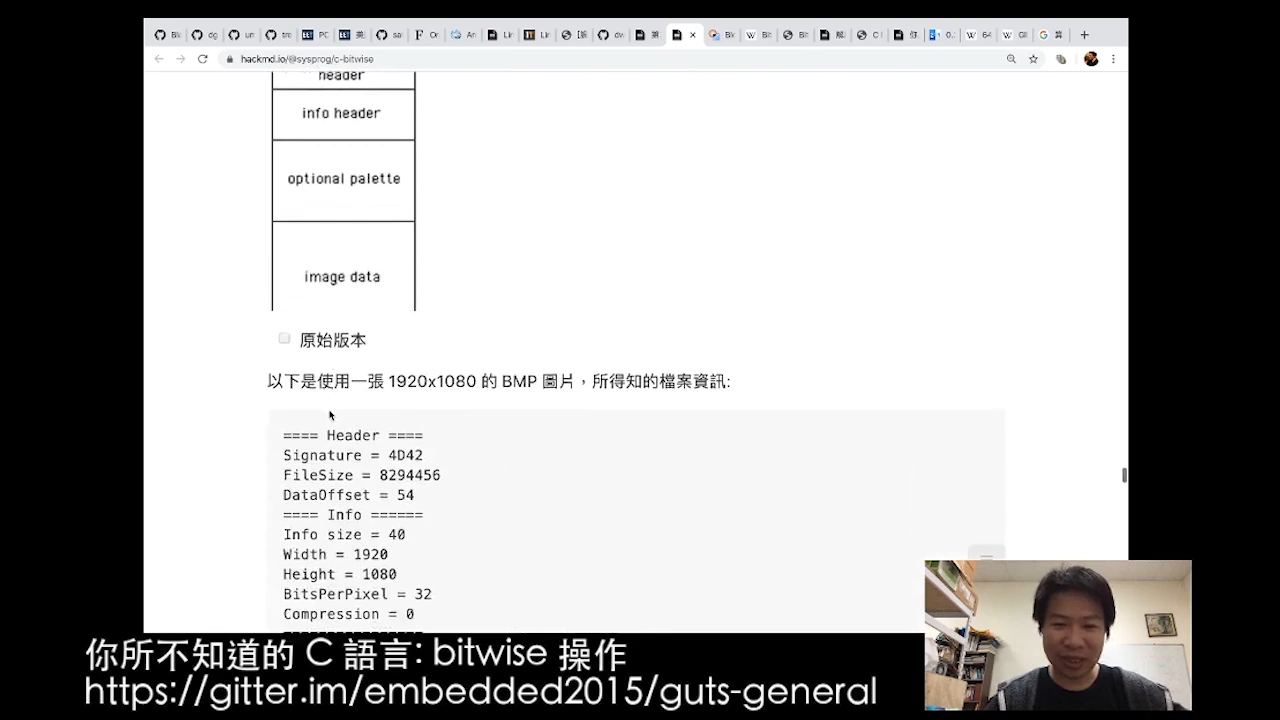 hackmd.io/@sysprog/c-bitwise
header
info header
optional palette
image data
原始版本
以下是使用一張 1920x1080 的 BMP 圖片，所得知的檔案資訊:
==== Header ====
Signature = 4D42
FileSize = 8294456
DataOffset = 54
==== Info ======
Info size = 40
Width = 1920
Height = 1080
BitsPerPixel = 32
Compression = 0
你所不知道的 C 語言: bitwise 操作
https://gitter.im/embedded2015/guts-general